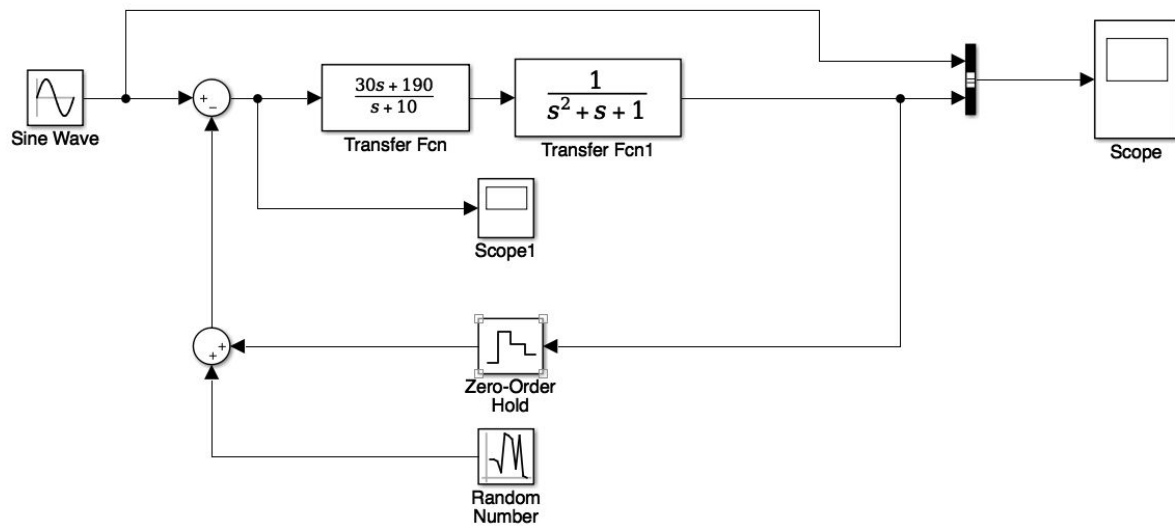 Sine Wave
+
−
30s + 190
s + 10
Transfer Fcn
1
s² + s + 1
Transfer Fcn1
Scope
Scope1
+
+
Zero-Order
Hold
Random
Number